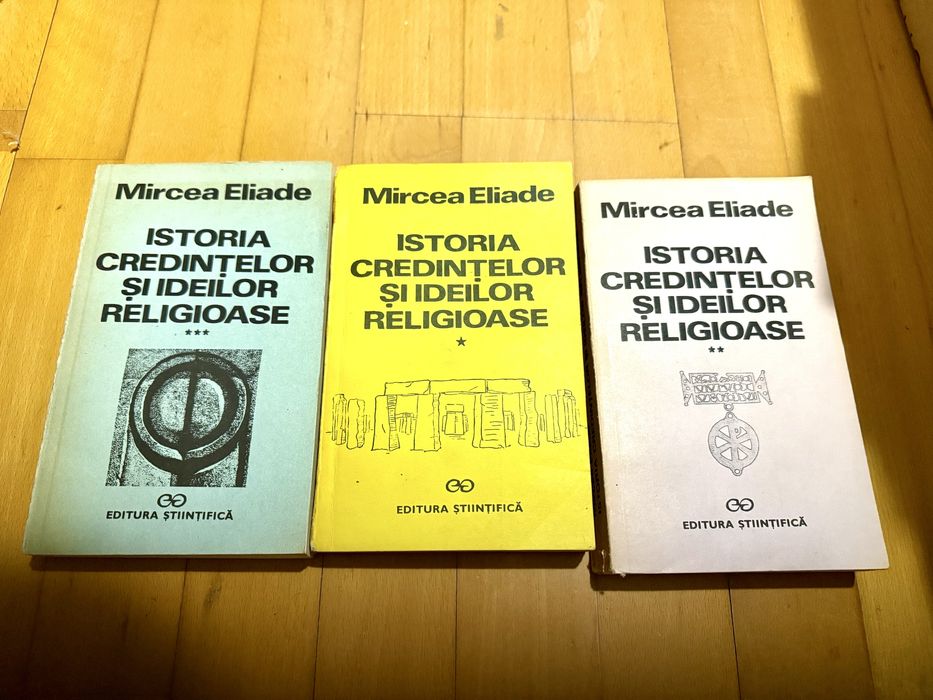 Mircea Eliade
ISTORIA
CREDINȚELOR
ȘI IDEILOR
RELIGIOASE
***
EDITURA ȘTIINȚIFICĂ
Mircea Eliade
ISTORIA
CREDINȚELOR
ȘI IDEILOR
RELIGIOASE
*
EDITURA ȘTIINȚIFICĂ
Mircea Eliade
ISTORIA
CREDINȚELOR
ȘI IDEILOR
RELIGIOASE
**
EDITURA ȘTIINȚIFICĂ